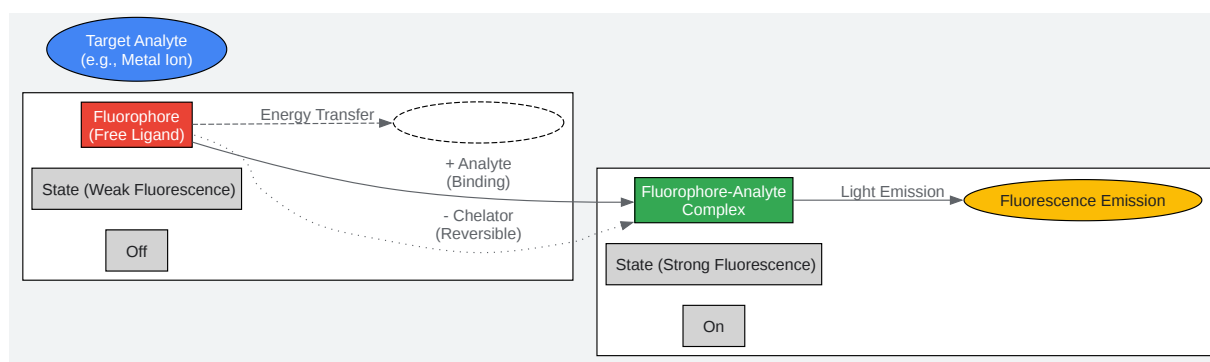 Target Analyte
(e.g., Metal Ion)
Fluorophore
(Free Ligand)
Energy Transfer
State (Weak Fluorescence)
Off
+ Analyte
(Binding)
- Chelator
(Reversible)
Fluorophore-Analyte
Complex
Light Emission
Fluorescence Emission
State (Strong Fluorescence)
On